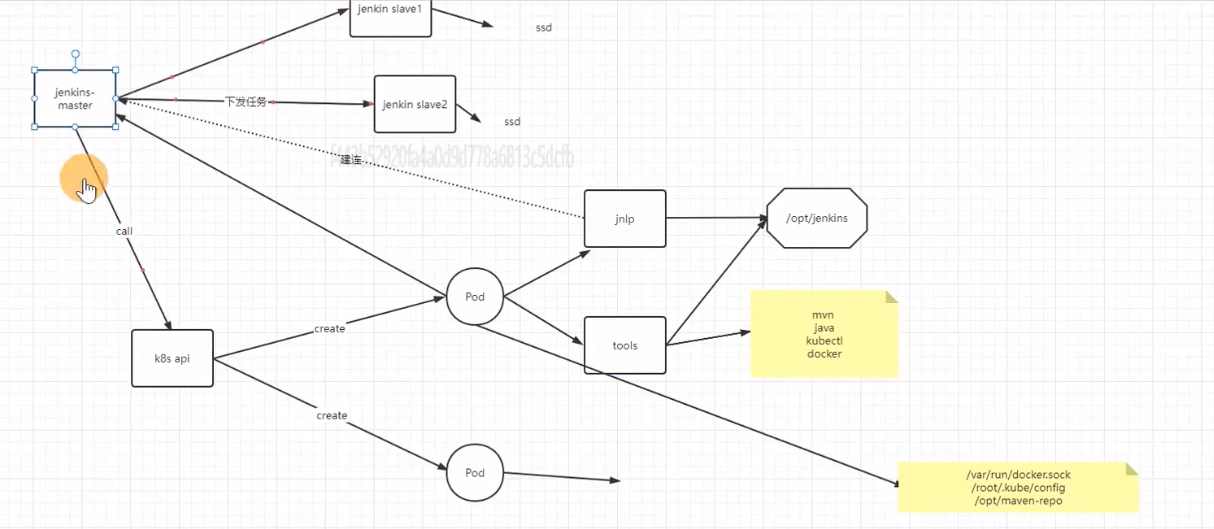 jenkin slave1
ssd
jenkins-
master
下发任务
jenkin slave2
ssd
建连
call
jnlp
/opt/jenkins
Pod
create
k8s api
tools
mvn
java
kubectl
docker
create
Pod
/var/run/docker.sock
/root/.kube/config
/opt/maven-repo